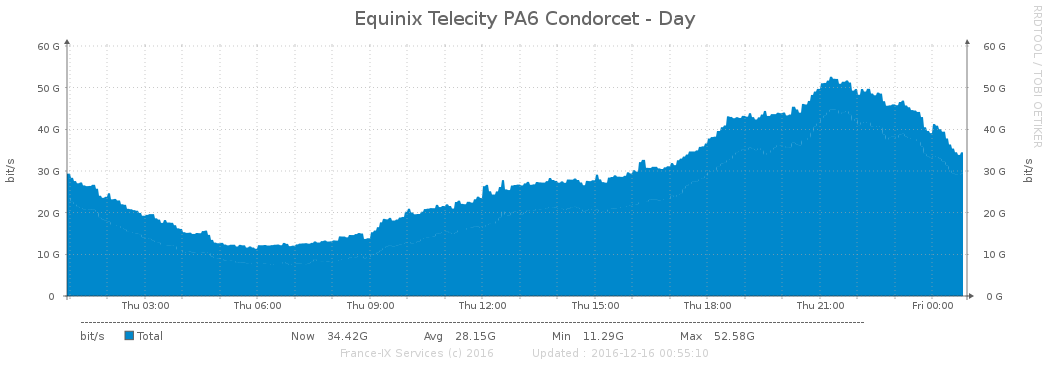 Equinix Telecity PA6 Condorcet - Day
RRDTOOL / TOBI OETIKER
60 G 60 G
50 G 50 G
40 G 40 G
30 G 30 G
20 G 20 G
10 G 10 G
0 0 G
bit/s bit/s
Thu 03:00 Thu 06:00 Thu 09:00 Thu 12:00 Thu 15:00 Thu 18:00 Thu 21:00 Fri 00:00
bit/s Total Now 34.42G Avg 28.15G Min 11.29G Max 52.58G
France-IX Services (c) 2016 Updated : 2016-12-16 00:55:10